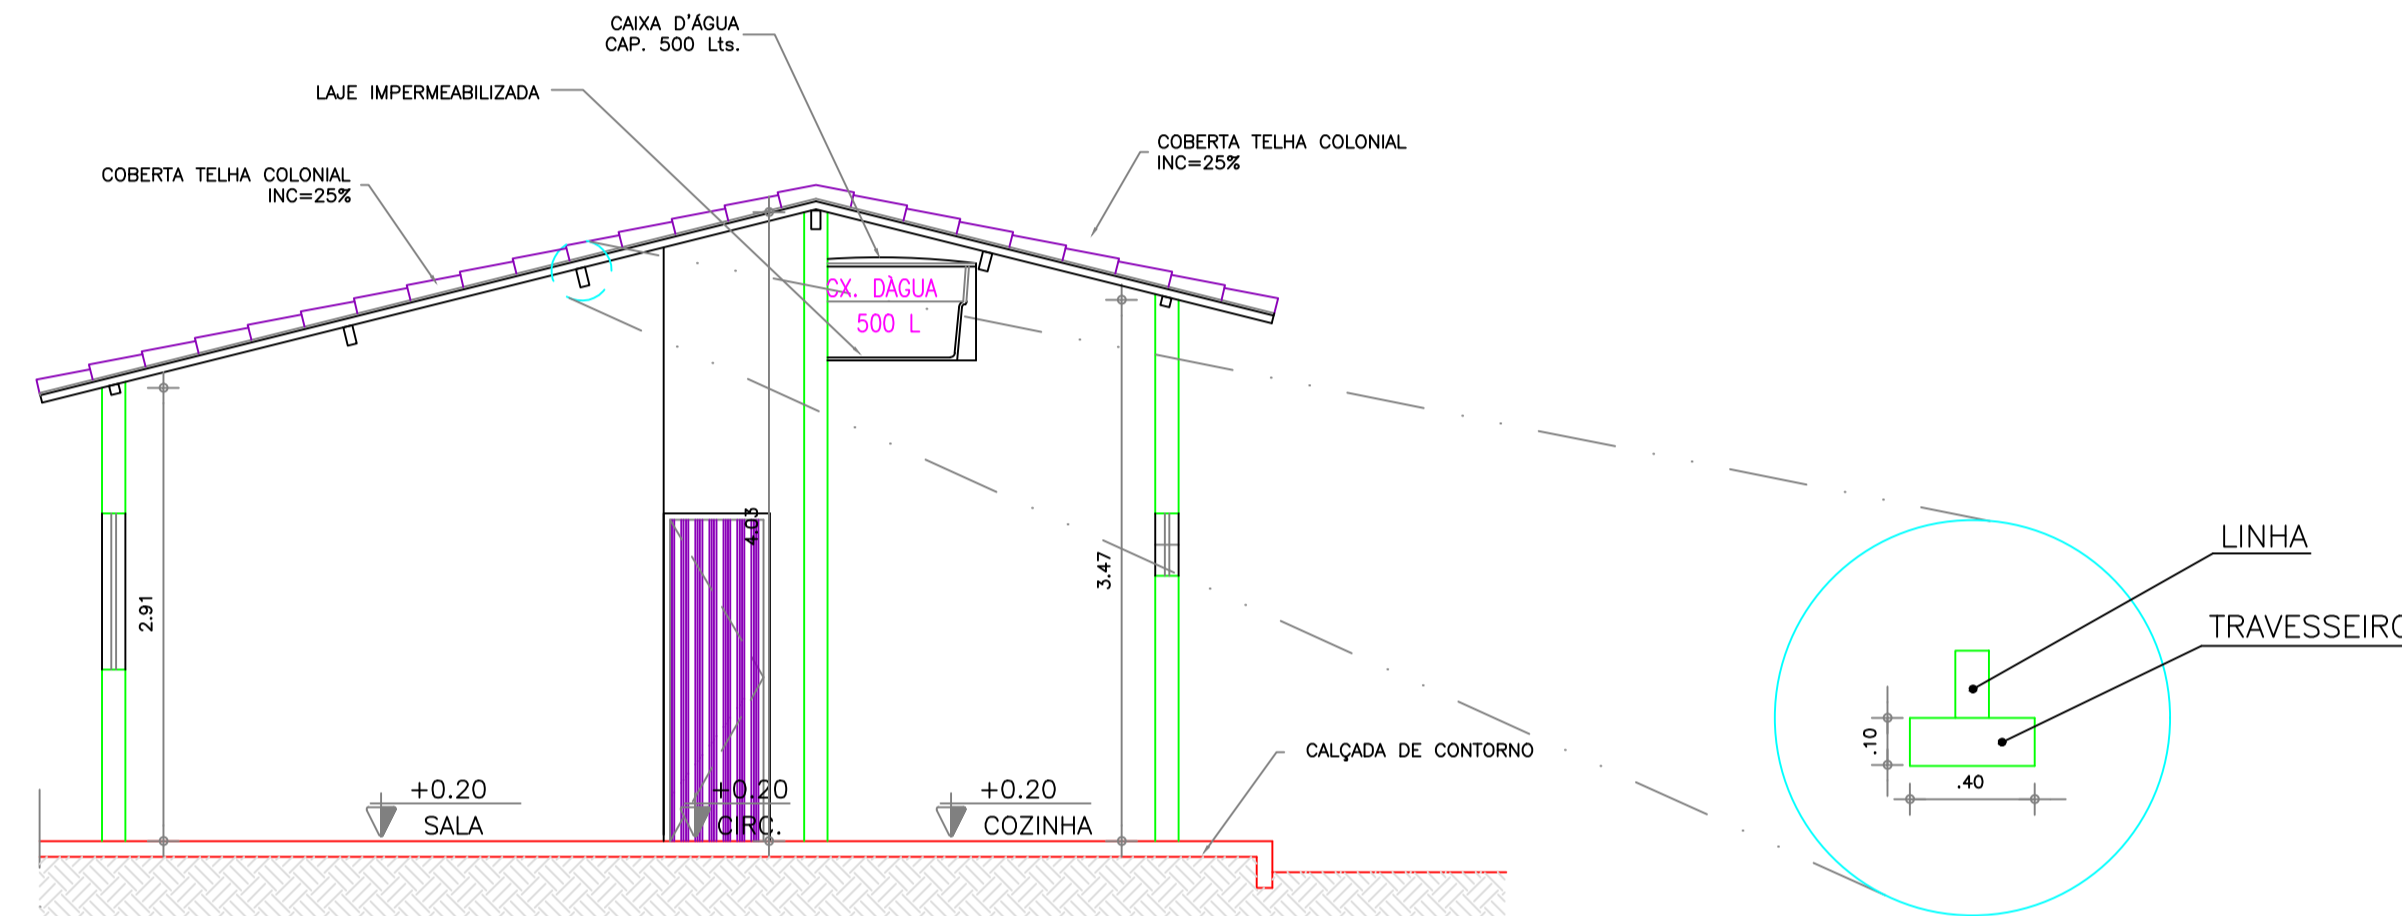 CAIXA D'ÁGUA
CAP. 500 Lts.
LAJE IMPERMEABILIZADA
COBERTA TELHA COLONIAL
INC=25%
COBERTA TELHA COLONIAL
INC=25%
CX. DÀGUA
500 L
4.03
3.47
2.91
LINHA
TRAVESSEIRO
.10
.40
CALÇADA DE CONTORNO
+0.20
SALA
+0.20
CIRC.
+0.20
COZINHA